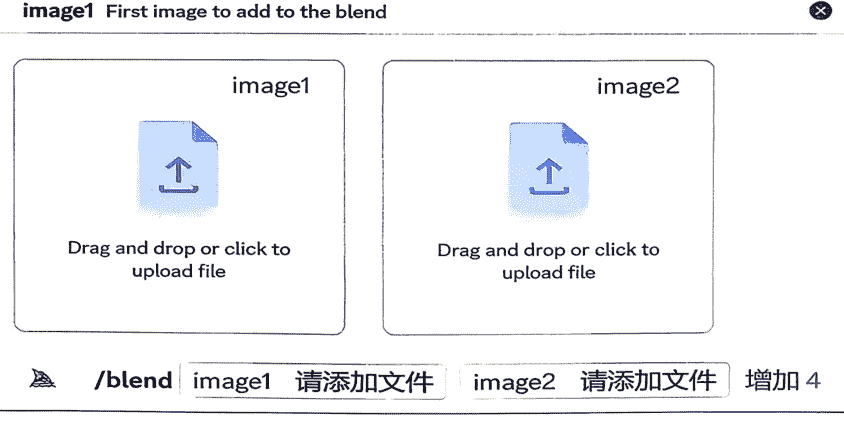 image1 First image to add to the blend
image1
image2
Drag and drop or click to
upload file
Drag and drop or click to
upload file
/blend image1 请添加文件 image2 请添加文件 增加 4